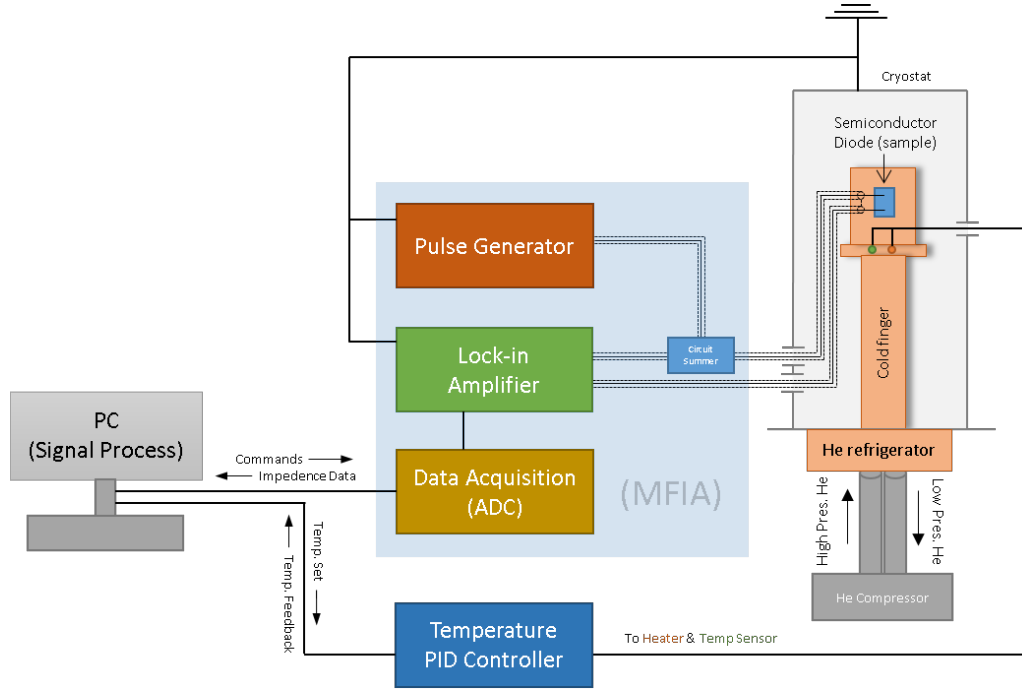 Cryostat
Semiconductor
Diode (sample)
Pulse Generator
Circuit
Summer
Lock-in
Amplifier
Coldfinger
PC
(Signal Process)
Commands
Impedence Data
Data Acquisition
(ADC)
(MFIA)
He refrigerator
High Pres. He
Low Pres. He
Temp. Set
Temp. Feedback
He Compressor
Temperature
PID Controller
To Heater & Temp Sensor